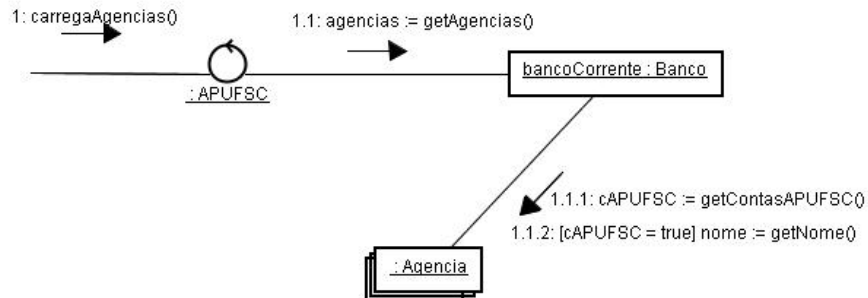 1: carregaAgencias()
1.1: agencias := getAgencias()
: APUFSC
bancoCorrente : Banco
1.1.1: cAPUFSC := getContasAPUFSC()
1.1.2: [cAPUFSC = true] nome := getNome()
: Agencia